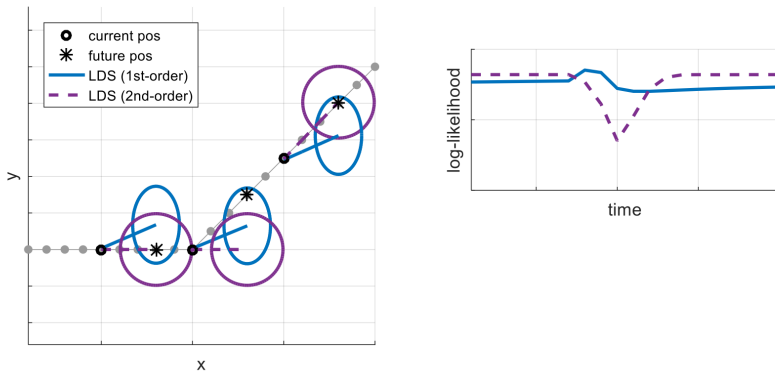 current pos
future pos
LDS (1st-order)
LDS (2nd-order)
y
x
log-likelihood
time